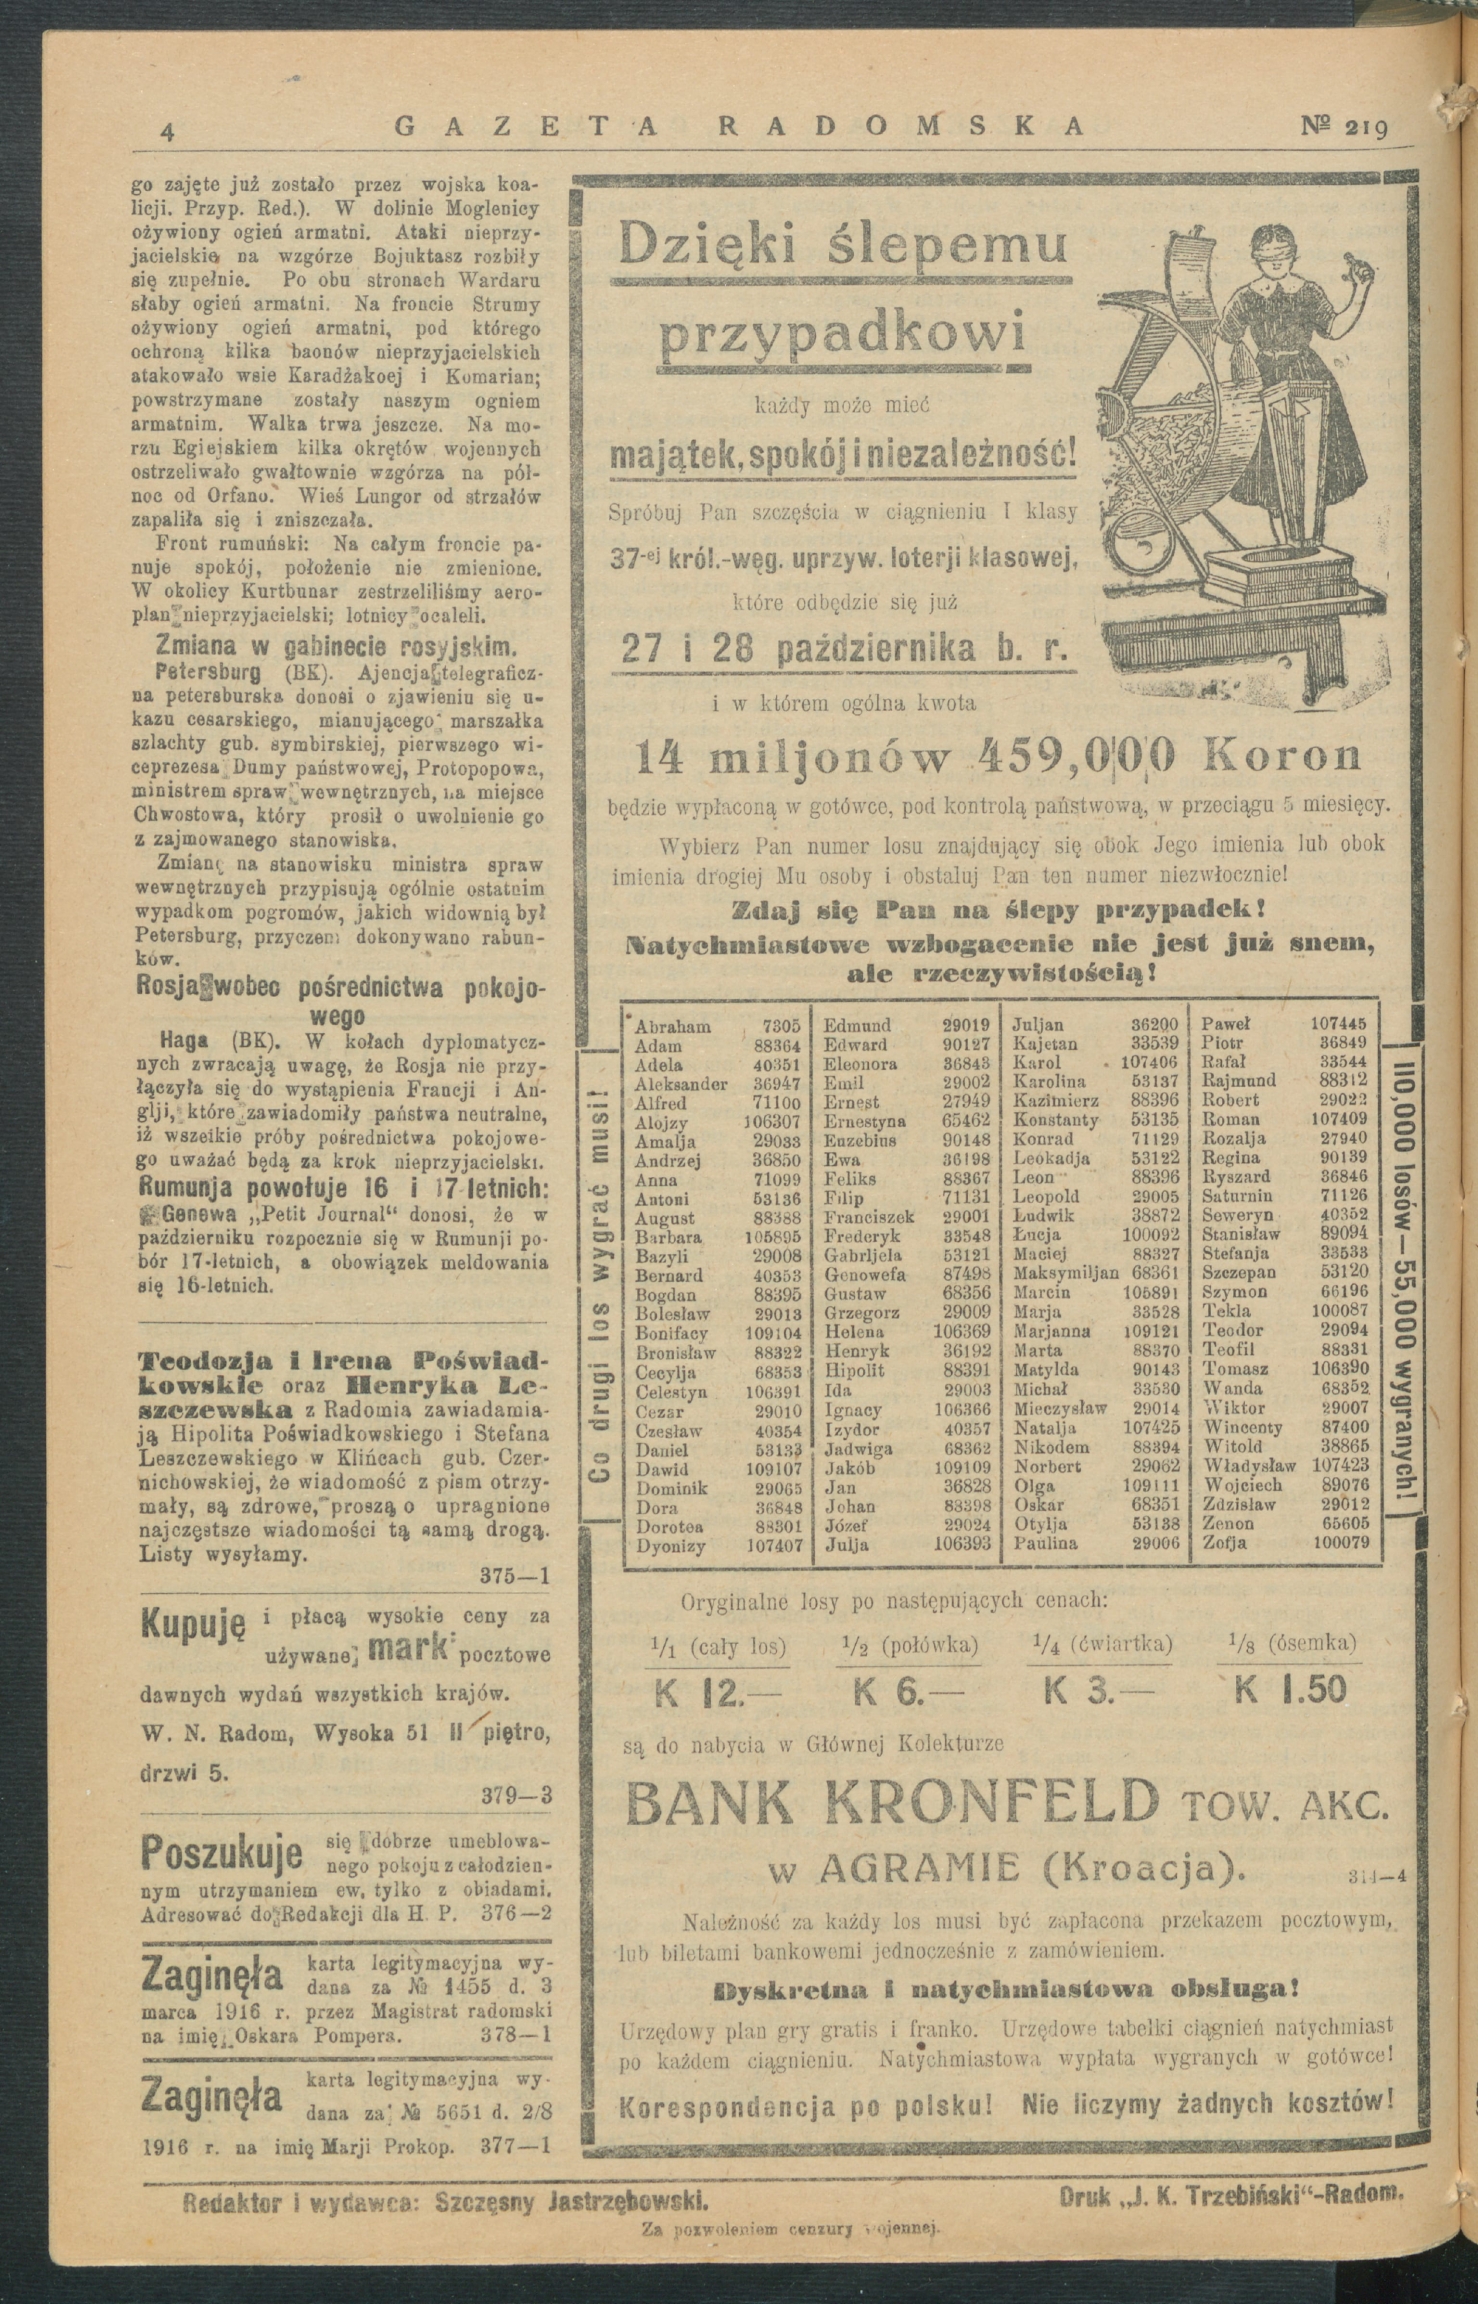 4
GAZETA RADOMSKA
№ 219
go zajęte już zostało przez wojska koa-
licji. Przyp. Red.). W dolinie Moglenicy
ożywiony ogień armatni. Ataki nieprzy-
jacielskie na wzgórze Bojuktasz rozbiły
się zupełnie. Po obu stronach Wardaru
słaby ogień armatni. Na froncie Strumy
ożywiony ogień armatni, pod którego
ochroną kilka baonów nieprzyjacielskich
atakowało wsie Karadżakoej i Komarian;
powstrzymane zostały naszym ogniem
armatnim. Walka trwa jeszcze. Na mo-
rzu Egiejskiem kilka okrętów wojennych
ostrzeliwało gwałtownie wzgórza na pół-
noc od Orfano. Wieś Lungor od strzałów
zapaliła się i zniszczała.
Front rumuński: Na całym froncie pa-
nuje spokój, położenie nie zmienione.
W okolicy Kurtbunar zestrzeliliśmy aero-
plan nieprzyjacielski; lotnicy ocaleli.
Zmiana w gabinecie rosyjskim.
Petersburg (BK). Ajencja telegraficz-
na petersburska donosi o zjawieniu się u-
kazu cesarskiego, mianującego marszałka
szlachty gub. symbirskiej, pierwszego wi-
ceprezesa Dumy państwowej, Protopopowa,
ministrem spraw wewnętrznych, na miejsce
Chwostowa, który prosił o uwolnienie go
z zajmowanego stanowiska.
Zmianę na stanowisku ministra spraw
wewnętrznych przypisują ogólnie ostatnim
wypadkom pogromów, jakich widownią był
Petersburg, przyczem dokonywano rabun-
ków.
Rosja wobec pośrednictwa pokojo-
wego
Haga (BK). W kołach dyplomatycz-
nych zwracają uwagę, że Rosja nie przy-
łączyła się do wystąpienia Francji i An-
glji, które zawiadomiły państwa neutralne,
iż wszelkie próby pośrednictwa pokojowe-
go uważać będą za krok nieprzyjacielski.
Rumunja powołuje 16 i 17 letnich:
Genewa „Petit Journal“ donosi, że w
październiku rozpocznie się w Rumunji po-
bór 17-letnich, a obowiązek meldowania
się 16-letnich.
Teodozja i Irena Poświad-
kowskie oraz Henryka Le-
szczewska z Radomia zawiadamia-
ją Hipolita Poświadkowskiego i Stefana
Leszczewskiego w Klińcach gub. Czer-
nichowskiej, że wiadomość z pism otrzy-
mały, są zdrowe, proszą o upragnione
najczęstsze wiadomości tą samą drogą.
Listy wysyłamy.
375—1
Kupuję i płacą wysokie ceny za
używane mark pocztowe
dawnych wydań wszystkich krajów.
W. N. Radom, Wysoka 51 II piętro,
drzwi 5.
379—3
Poszukuje się dobrze umeblowa-
nego pokoju z całodzien-
nym utrzymaniem ew. tylko z obiadami.
Adresować do Redakcji dla H. P. 376—2
Zaginęła karta legitymacyjna wy-
dana za № 1455 d. 3
marca 1916 r. przez Magistrat radomski
na imię Oskara Pompera. 378—1
Zaginęła karta legitymacyjna wy-
dana za № 5651 d. 2/8
1916 r. na imię Marji Prokop. 377—1
Dzięki ślepemu
przypadkowi
każdy może mieć
majątek, spokój i niezależność!
Spróbuj Pan szczęścia w ciągnieniu I klasy
37-ej król.-węg. uprzyw. loterji klasowej,
które odbędzie się już
27 i 28 października b. r.
i w którem ogólna kwota
14 miljonów 459,000 Koron
będzie wypłaconą w gotówce, pod kontrolą państwową, w przeciągu 5 miesięcy.
Wybierz Pan numer losu znajdujący się obok Jego imienia lub obok
imienia drogiej Mu osoby i obstaluj Pan ten numer niezwłocznie!
Zdaj się Pan na ślepy przypadek!
Natychmiastowe wzbogacenie nie jest już snem,
ale rzeczywistością!
Co drugi los wygrać musi!
Abraham 7305 Edmund 29019 Juljan 36200 Paweł 107445
Adam 88364 Edward 90127 Kajetan 33539 Piotr 36849
Adela 40351 Eleonora 36843 Karol 107406 Rafał 33544
Aleksander 36947 Emil 29002 Karolina 53137 Rajmund 88312
Alfred 71100 Ernest 27949 Kazimierz 88396 Robert 29022
Alojzy 106307 Ernestyna 65462 Konstanty 53135 Roman 107409
Amalja 29033 Euzebius 90148 Konrad 71129 Rozalja 27940
Andrzej 36850 Ewa 36198 Leokadja 53122 Regina 90139
Anna 71099 Feliks 88367 Leon 88396 Ryszard 36846
Antoni 53136 Filip 71131 Leopold 29005 Saturnin 71126
August 88388 Franciszek 29001 Ludwik 38872 Seweryn 40352
Barbara 105895 Frederyk 33548 Łucja 100092 Stanisław 89094
Bazyli 29008 Gabrljela 53121 Maciej 88327 Stefanja 33533
Bernard 40353 Genowefa 87498 Maksymiljan 68361 Szczepan 53120
Bogdan 88395 Gustaw 68356 Marcin 105891 Szymon 66196
Bolesław 29013 Grzegorz 29009 Marja 33528 Tekla 100087
Bonifacy 109104 Helena 106369 Marjanna 109121 Teodor 29094
Bronisław 88322 Henryk 36192 Marta 88370 Teofil 88331
Cecylja 68353 Hipolit 88391 Matylda 90143 Tomasz 106390
Celestyn 106391 Ida 29003 Michał 33530 Wanda 68352
Cezar 29010 Ignacy 106366 Mieczysław 29014 Wiktor 29007
Czesław 40354 Izydor 40357 Natalja 107425 Wincenty 87400
Daniel 53133 Jadwiga 68362 Nikodem 88394 Witold 38865
Dawid 109107 Jakób 109109 Norbert 29062 Władysław 107423
Dominik 29065 Jan 36828 Olga 109111 Wojciech 89076
Dora 36848 Johan 88398 Oskar 68351 Zdzisław 29012
Dorotea 88301 Józef 29024 Otylja 53138 Zenon 65605
Dyonizy 107407 Julja 106393 Paulina 29006 Zofja 100079
110,000 losów—55,000 wygranych!
Oryginalne losy po następujących cenach:
1/1 (cały los) 1/2 (połówka) 1/4 (ćwiartka) 1/8 (ósemka)
K 12.— K 6.— K 3.— K 1.50
są do nabycia w Głównej Kolekturze
BANK KRONFELD TOW. AKC.
w AGRAMIE (Kroacja).
314—4
Należność za każdy los musi być zapłacona przekazem pocztowym,
lub biletami bankowemi jednocześnie z zamówieniem.
Dyskretna i natychmiastowa obsługa!
Urzędowy plan gry gratis i franko. Urzędowe tabelki ciągnień natychmiast
po każdem ciągnieniu. Natychmiastowa wypłata wygranych w gotówce!
Korespondencja po polsku! Nie liczymy żadnych kosztów!
Redaktor i wydawca: Szczęsny Jastrzębowski.
Druk „J. K. Trzebiński“-Radom.
Za pozwoleniem cenzury wojennej.